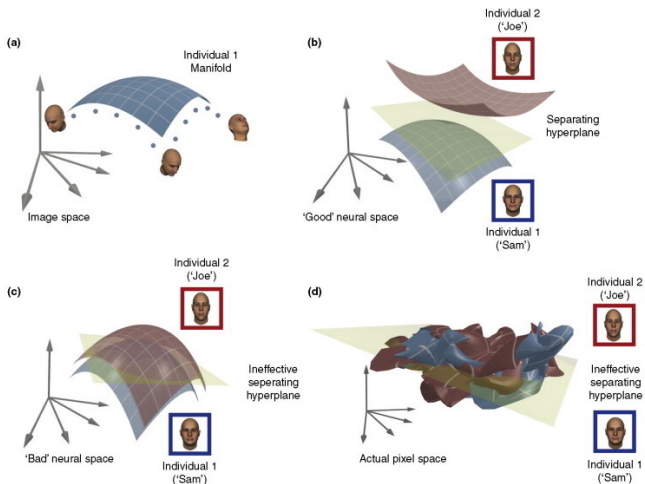 (a)
Individual 1
Manifold
Image space
(b)
Individual 2
('Joe')
Separating
hyperplane
'Good' neural space
Individual 1
('Sam')
(c)
Individual 2
('Joe')
Ineffective
seperating
hyperplane
'Bad' neural space
Individual 1
('Sam')
(d)
Individual 2
('Joe')
Ineffective
separating
hyperplane
Actual pixel space
Individual 1
('Sam')